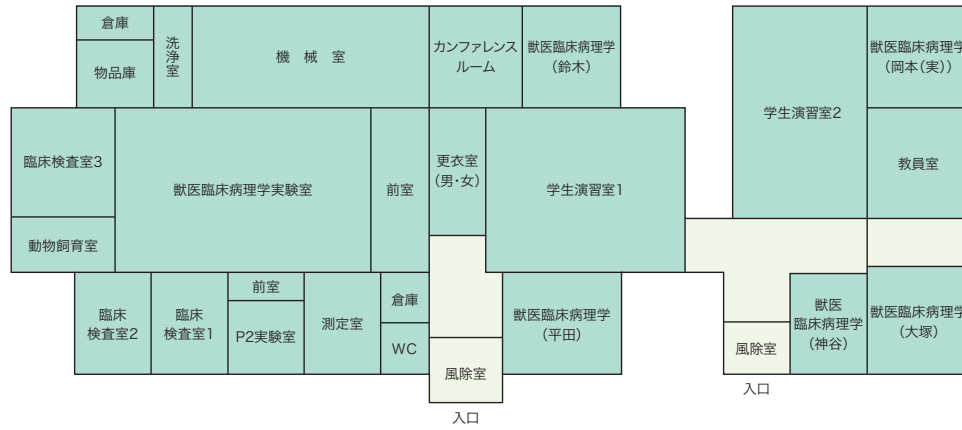 倉庫
物品庫
洗浄室
機 械 室
カンファレンス
ルーム
獣医臨床病理学
(鈴木)
学生演習室2
獣医臨床病理学
(岡本(実))
臨床検査室3
獣医臨床病理学実験室
前室
更衣室
(男・女)
学生演習室1
教員室
動物飼育室
臨床
検査室2
臨床
検査室1
前室
P2実験室
測定室
倉庫
WC
風除室
入口
獣医臨床病理学
(平田)
風除室
入口
獣医
臨床病理学
(神谷)
獣医臨床病理学
(大塚)